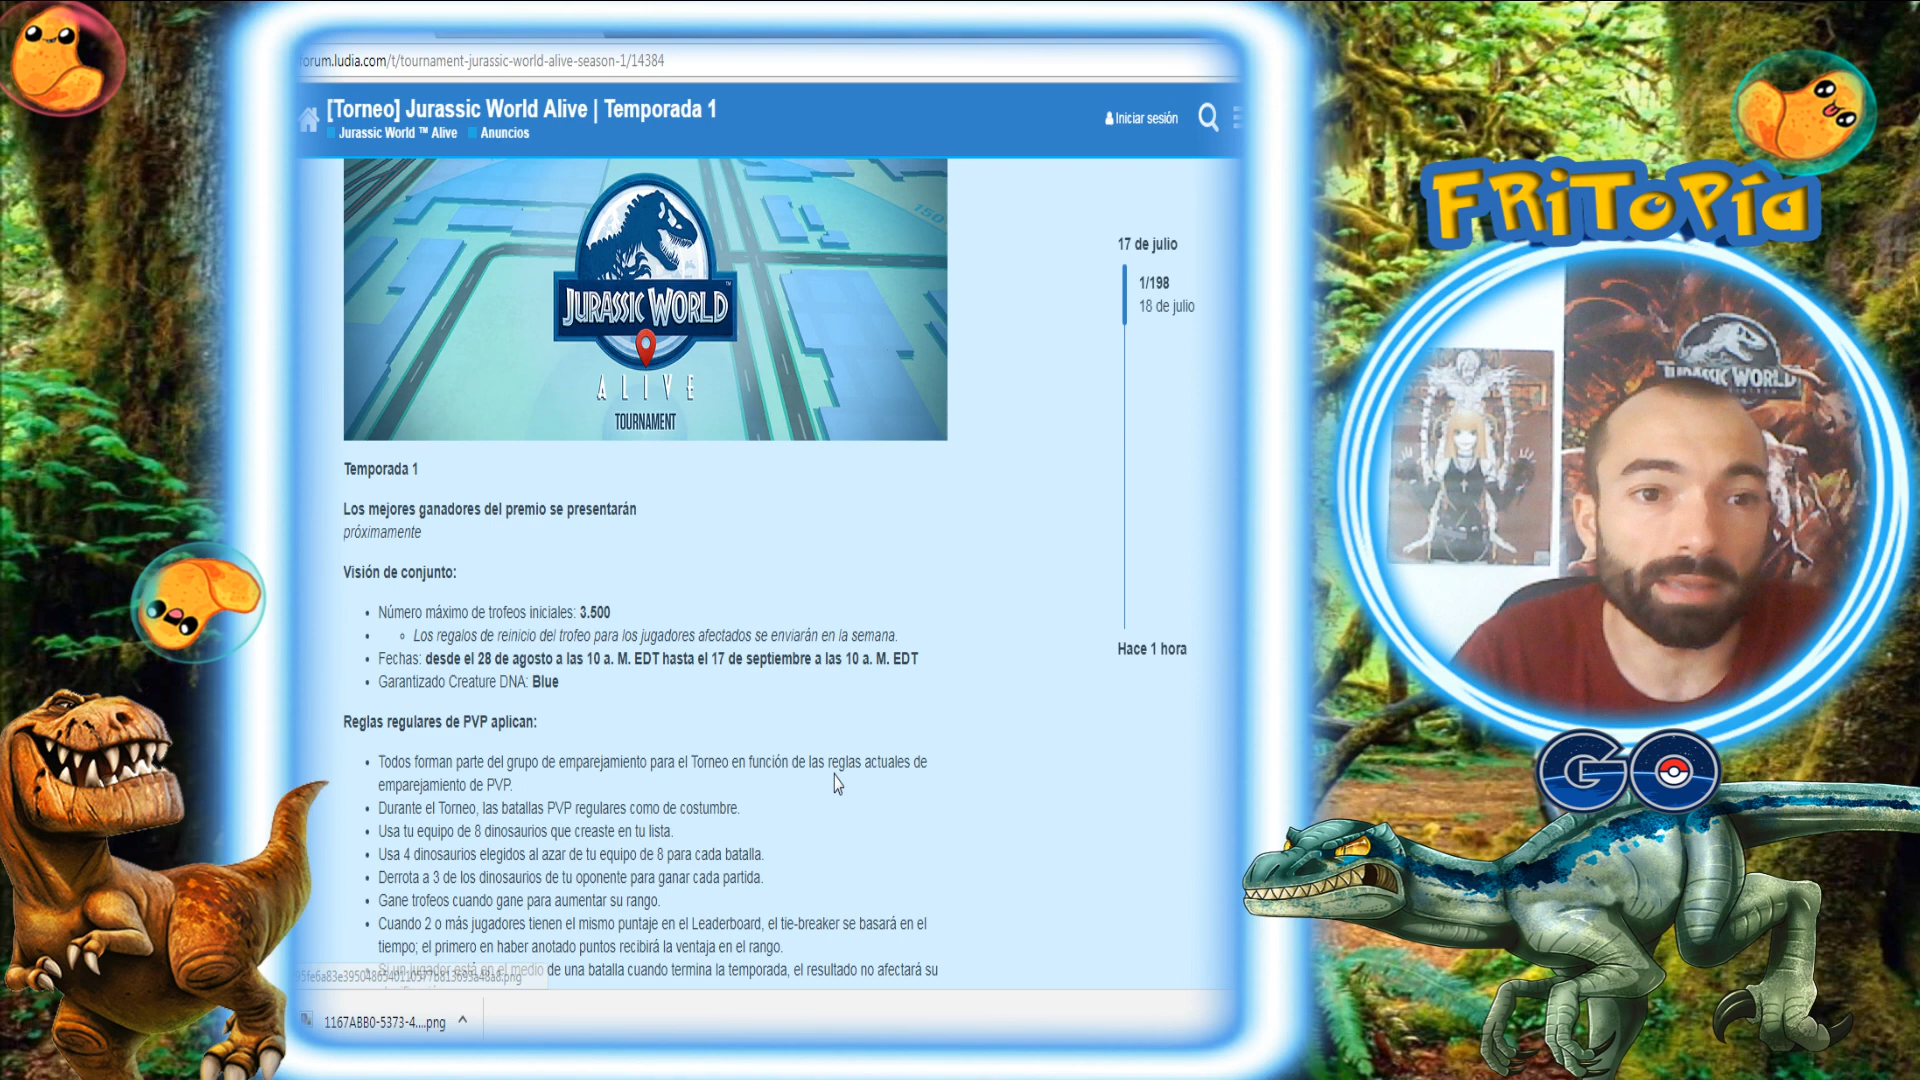 forum.ludia.com/t/tournament-jurassic-world-alive-season-1/14384
[Torneo] Jurassic World Alive | Temporada 1
Jurassic World ™ Alive Anuncios
Iniciar sesión
150
JURASSIC WORLD
ALIVE
TOURNAMENT
Temporada 1
Los mejores ganadores del premio se presentarán
próximamente
Visión de conjunto:
Número máximo de trofeos iniciales: 3.500
Los regalos de reinicio del trofeo para los jugadores afectados se enviarán en la semana.
Fechas: desde el 28 de agosto a las 10 a. M. EDT hasta el 17 de septiembre a las 10 a. M. EDT
Garantizado Creature DNA: Blue
Reglas regulares de PVP aplican:
Todos forman parte del grupo de emparejamiento para el Torneo en función de las reglas actuales de
emparejamiento de PVP.
Durante el Torneo, las batallas PVP regulares como de costumbre.
Usa tu equipo de 8 dinosaurios que creaste en tu lista.
Usa 4 dinosaurios elegidos al azar de tu equipo de 8 para cada batalla.
Derrota a 3 de los dinosaurios de tu oponente para ganar cada partida.
Gane trofeos cuando gane para aumentar su rango.
Cuando 2 o más jugadores tienen el mismo puntaje en el Leaderboard, el tie-breaker se basará en el
tiempo; el primero en haber anotado puntos recibirá la ventaja en el rango.
Si un jugador está en el medio de una batalla cuando termina la temporada, el resultado no afectará su
1167ABB0-5373-4....png
17 de julio
1/198
18 de julio
Hace 1 hora
FRiToPía
JURASSIC WORLD
GO